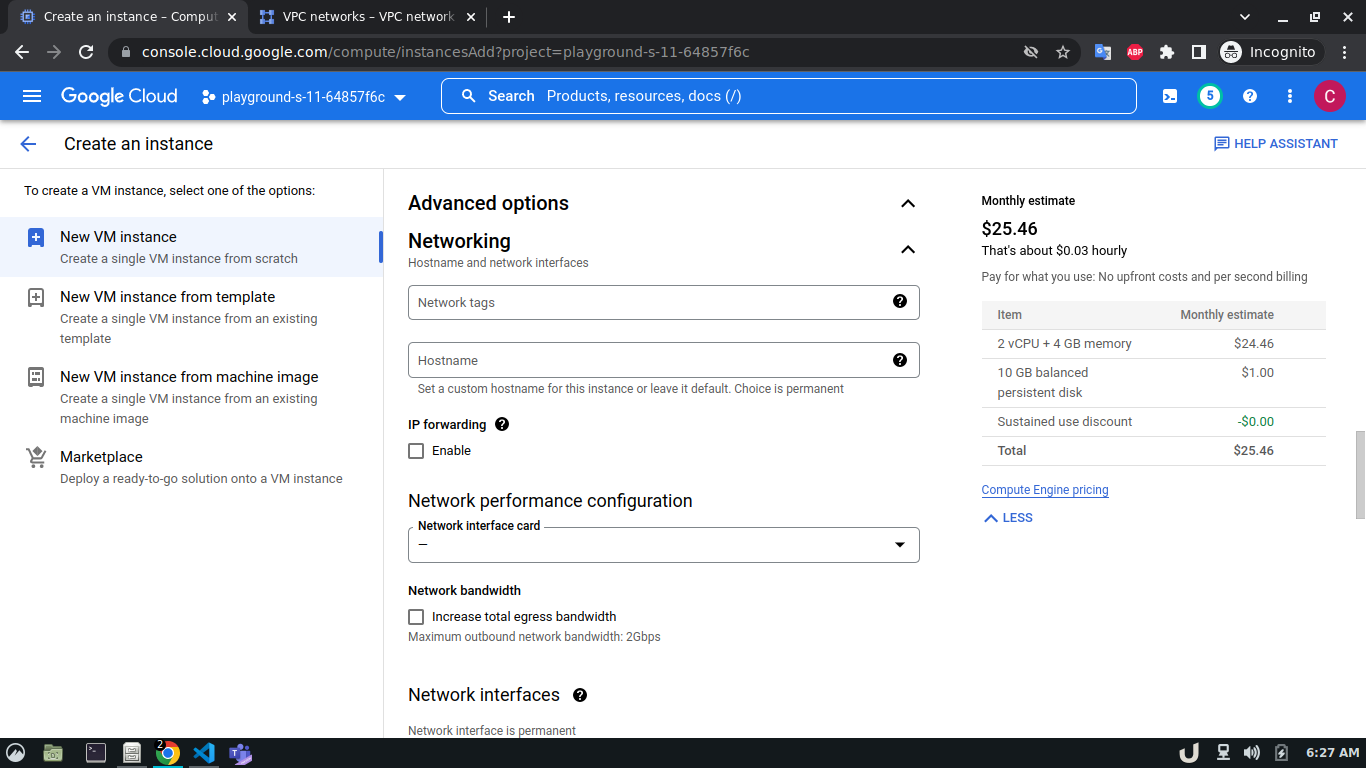 Create an instance – Comput
VPC networks – VPC network
console.cloud.google.com/compute/instancesAdd?project=playground-s-11-64857f6c
ABP
Incognito
Google Cloud
playground-s-11-64857f6c
Search Products, resources, docs (/)
5
C
Create an instance
HELP ASSISTANT
To create a VM instance, select one of the options:
New VM instance
Create a single VM instance from scratch
New VM instance from template
Create a single VM instance from an existing
template
New VM instance from machine image
Create a single VM instance from an existing
machine image
Marketplace
Deploy a ready-to-go solution onto a VM instance
Advanced options
Networking
Hostname and network interfaces
Network tags
Hostname
Set a custom hostname for this instance or leave it default. Choice is permanent
IP forwarding
Enable
Network performance configuration
Network interface card
—
Network bandwidth
Increase total egress bandwidth
Maximum outbound network bandwidth: 2Gbps
Network interfaces
Network interface is permanent
Monthly estimate
$25.46
That's about $0.03 hourly
Pay for what you use: No upfront costs and per second billing
Item Monthly estimate
2 vCPU + 4 GB memory $24.46
10 GB balanced $1.00
persistent disk
Sustained use discount -$0.00
Total $25.46
Compute Engine pricing
LESS
2
6:27 AM